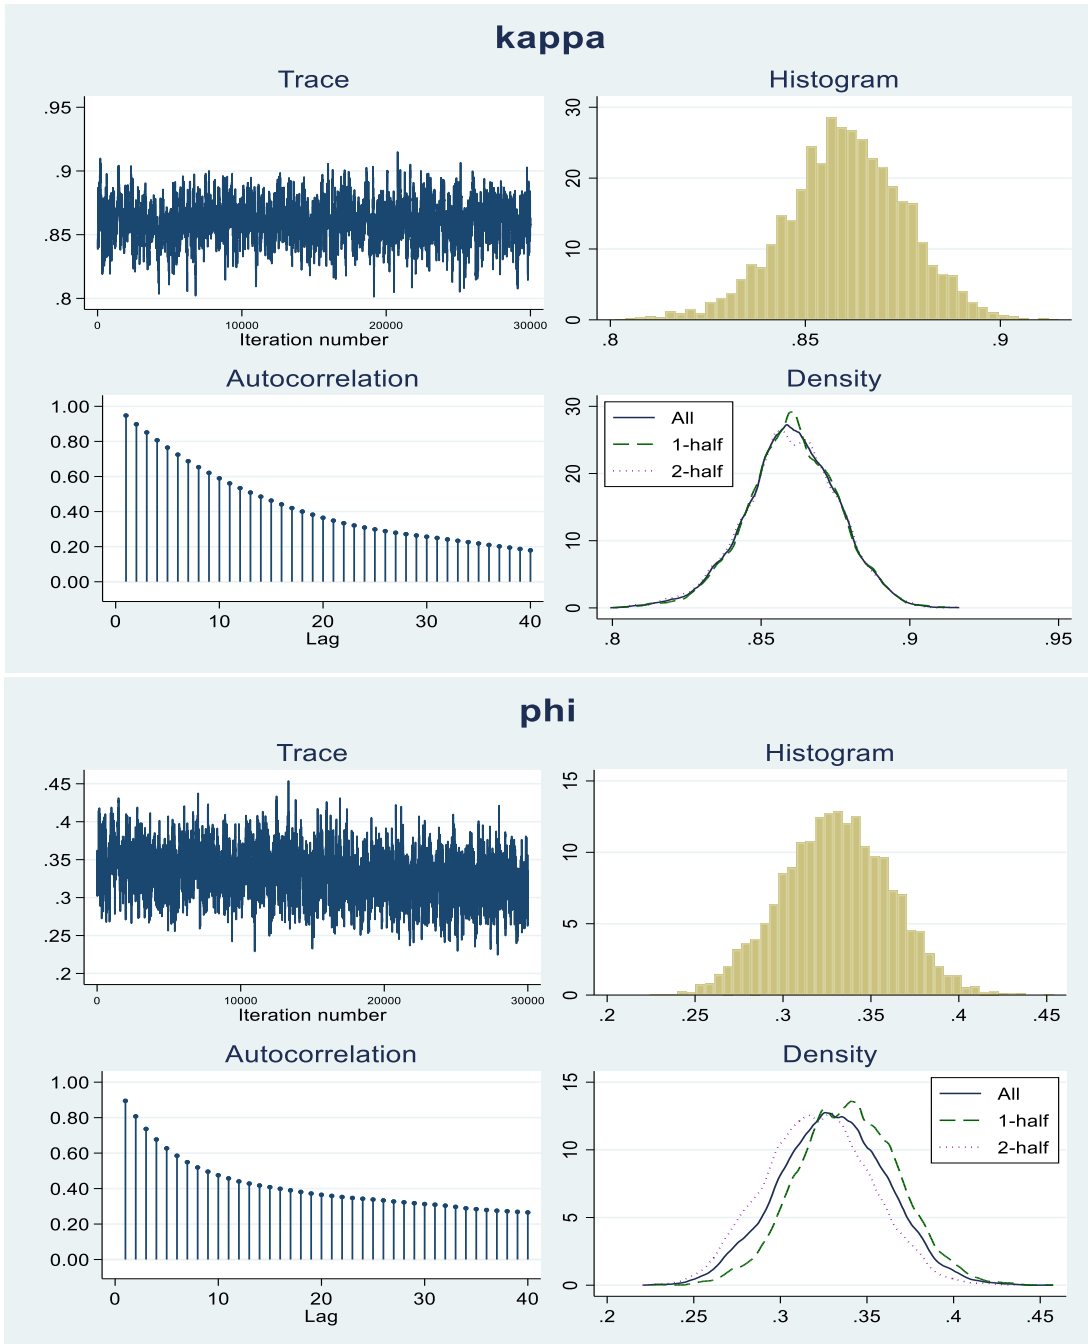 kappa
Trace
.95
.9
.85
.8
0 10000 20000 30000
Iteration number
Histogram
30
20
10
0
.8 .85 .9
Autocorrelation
1.00
0.80
0.60
0.40
0.20
0.00
0 10 20 30 40
Lag
Density
All
1-half
2-half
30
20
10
0
.8 .85 .9 .95
phi
Trace
.45
.4
.35
.3
.25
.2
0 10000 20000 30000
Iteration number
Histogram
15
10
5
0
.2 .25 .3 .35 .4 .45
Autocorrelation
1.00
0.80
0.60
0.40
0.20
0.00
0 10 20 30 40
Lag
Density
All
1-half
2-half
15
10
5
0
.2 .25 .3 .35 .4 .45